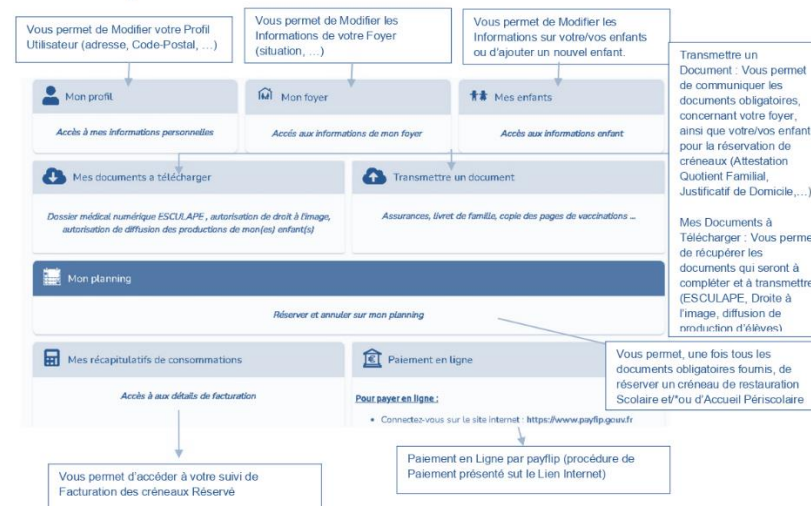 Vous permet de Modifier votre Profil
Utilisateur (adresse, Code-Postal, …)
Vous permet de Modifier les
Informations de votre Foyer
(situation, …)
Vous permet de Modifier les
Informations sur votre/vos enfants
ou d'ajouter un nouvel enfant.
Mon profil
Accès à mes informations personnelles
Mon foyer
Accés aux informations de mon foyer
Mes enfants
Accès aux informations enfant
Transmettre un
Document : Vous permet
de communiquer les
documents obligatoires,
concernant votre foyer,
ainsi que votre/vos enfant
pour la réservation de
créneaux (Attestation
Quotient Familial,
Justificatif de Domicile,…)
Mes Documents à
Télécharger : Vous perme
de récupérer les
documents qui seront à
compléter et à transmettre
(ESCULAPE, Droite à
l'image, diffusion de
production d'élèves)
Mes documents a télécharger
Dossier médical numérique ESCULAPE , autorisation de droit à l'image,
autorisation de diffusion des productions de mon(es) enfant(s)
Transmettre un document
Assurances, livret de famille, copie des pages de vaccinations ...
Mon planning
Réserver et annuler sur mon planning
Mes récapitulatifs de consommations
Accès à aux détails de facturation
Paiement en ligne
Pour payer en ligne :
• Connectez-vous sur le site internet : https://www.payfip.gouv.fr
Vous permet, une fois tous les
documents obligatoires fournis, de
réserver un créneau de restauration
Scolaire et/*ou d'Accueil Périscolaire
Vous permet d'accéder à votre suivi de
Facturation des créneaux Réservé
Paiement en Ligne par payflip (procédure de
Paiement présenté sut le Lien Internet)